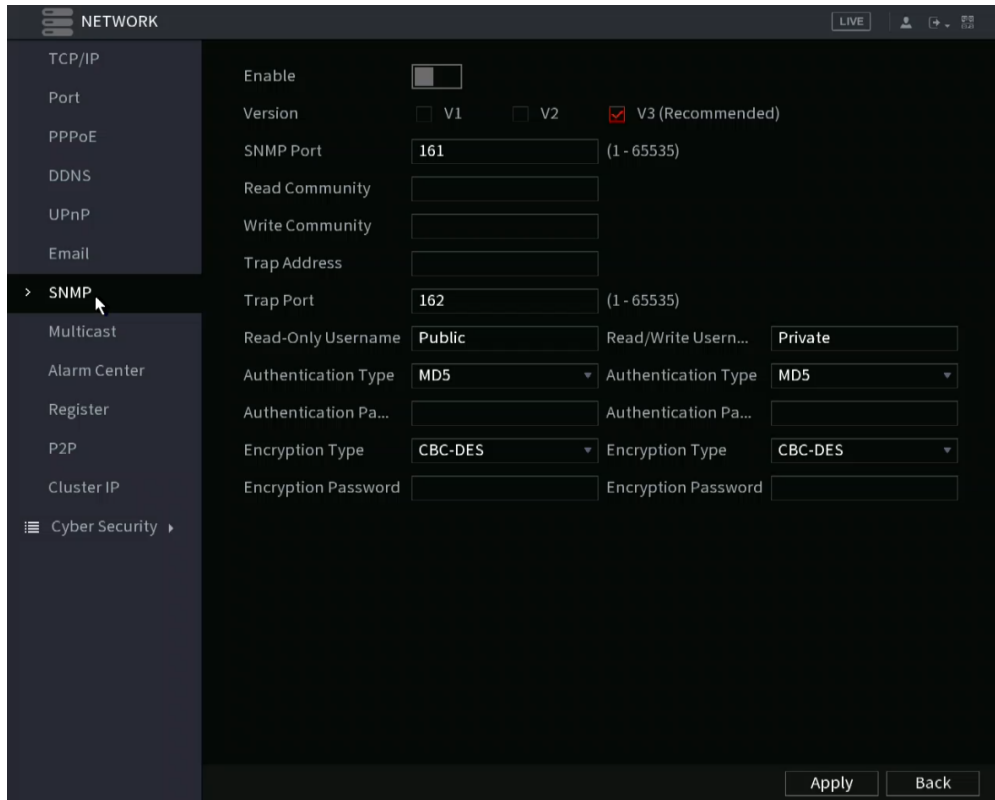 NETWORK
LIVE
TCP/IP
Port
PPPoE
DDNS
UPnP
Email
SNMP
Multicast
Alarm Center
Register
P2P
Cluster IP
Cyber Security
Enable
Version V1 V2 V3 (Recommended)
SNMP Port 161 (1 - 65535)
Read Community
Write Community
Trap Address
Trap Port 162 (1 - 65535)
Read-Only Username Public Read/Write Usern... Private
Authentication Type MD5 Authentication Type MD5
Authentication Pa... Authentication Pa...
Encryption Type CBC-DES Encryption Type CBC-DES
Encryption Password Encryption Password
Apply Back